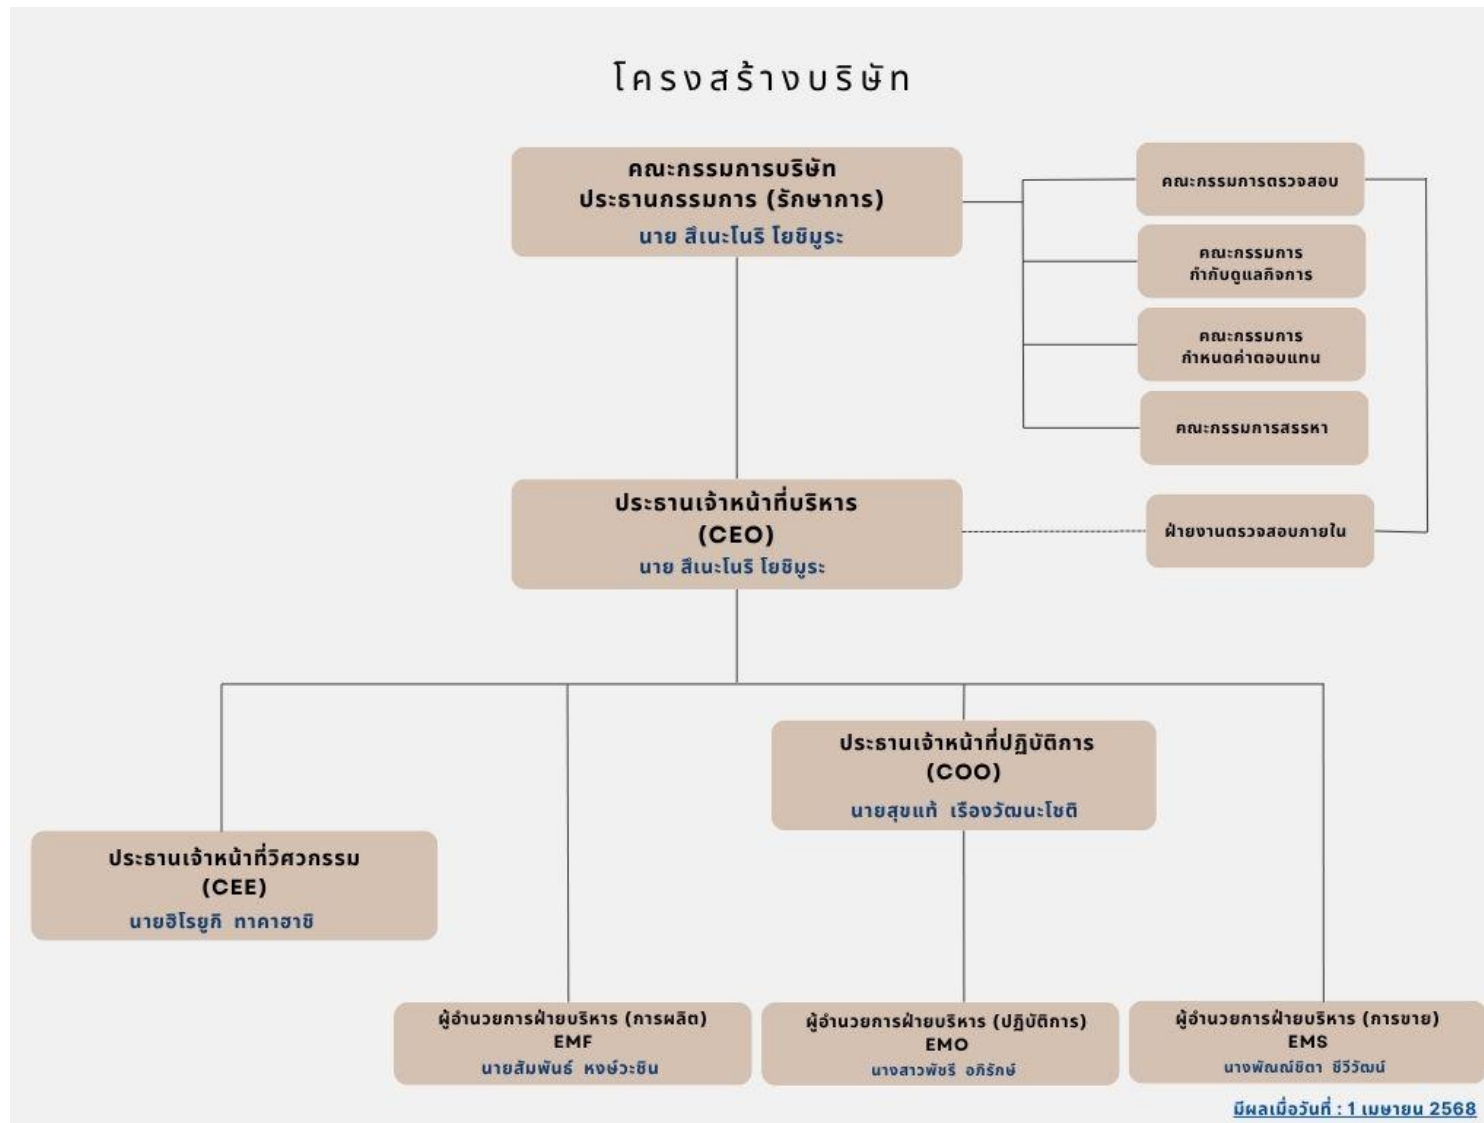 โครงสร้างบริษัท
คณะกรรมการบริษัท
ประธานกรรมการ (รักษาการ)
นาย สึเนะโนริ โยชิมูระ
คณะกรรมการตรวจสอบ
คณะกรรมการ
กำกับดูแลกิจการ
คณะกรรมการ
กำหนดค่าตอบแทน
คณะกรรมการสรรหา
ประธานเจ้าหน้าที่บริหาร
(CEO)
นาย สึเนะโนริ โยชิมูระ
ฝ่ายงานตรวจสอบภายใน
ประธานเจ้าหน้าที่ปฏิบัติการ
(COO)
นายสุขแท้ เรืองวัฒนะโชติ
ประธานเจ้าหน้าที่วิศวกรรม
(CEE)
นายฮิโรยูกิ ทาคาฮาชิ
ผู้อำนวยการฝ่ายบริหาร (การผลิต)
EMF
นายสัมพันธ์ หงษ์วะชิน
ผู้อำนวยการฝ่ายบริหาร (ปฏิบัติการ)
EMO
นางสาวพัชรี อภิรักษ์
ผู้อำนวยการฝ่ายบริหาร (การขาย)
EMS
นางพัณณ์ชิตา ชีวีวัฒน์
มีผลเมื่อวันที่ : 1 เมษายน 2568